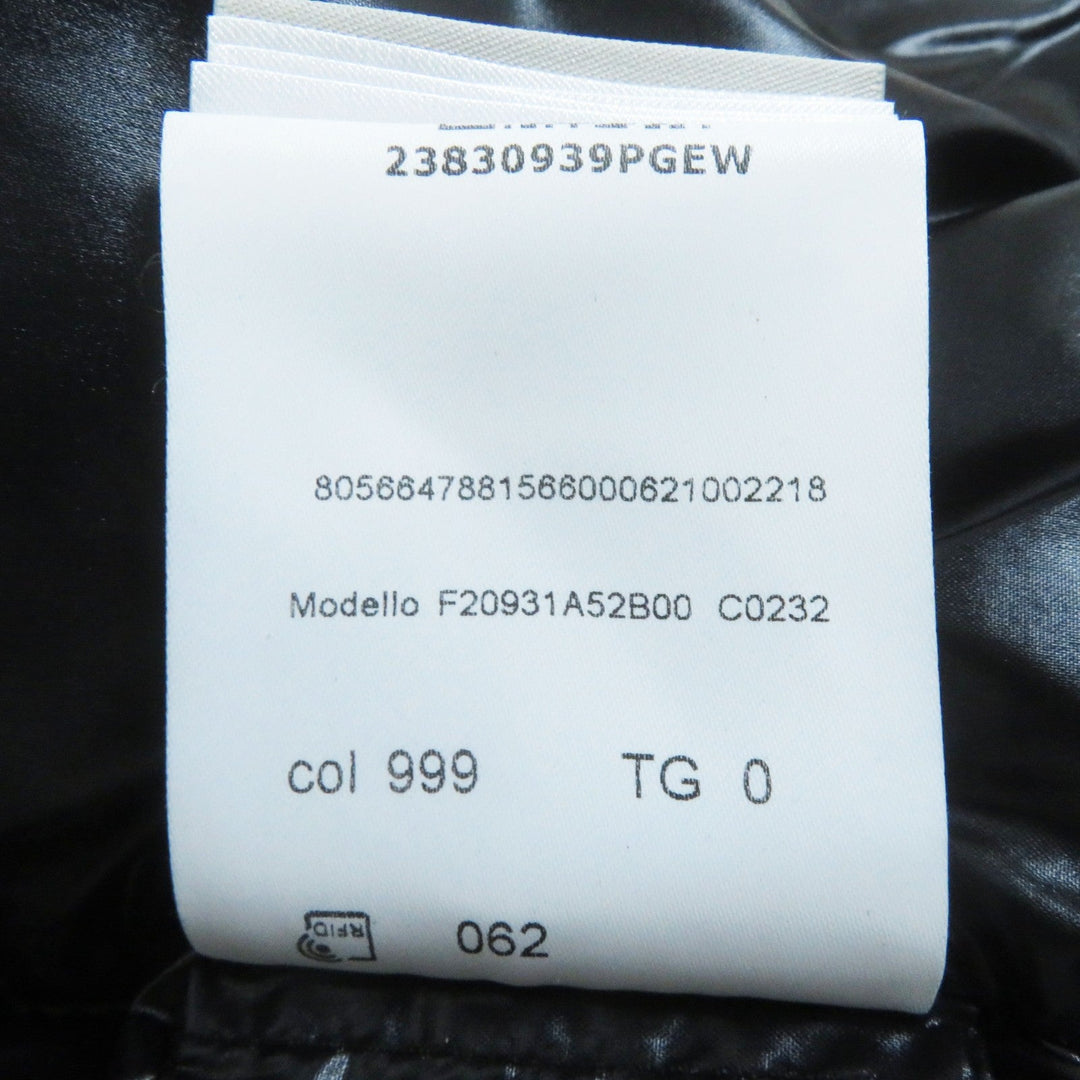 23830939PGEW
8056647881566000621002218
Modello F20931A52B00 C0232
col 999 TG 0
RFID 062